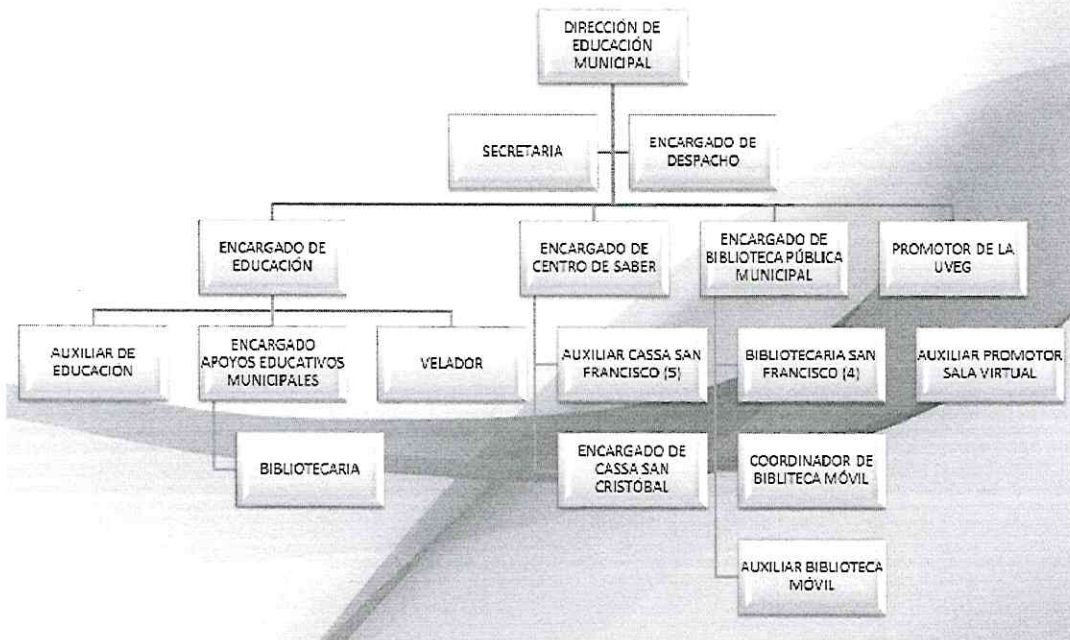 DIRECCIÓN DE
EDUCACIÓN
MUNICIPAL
SECRETARIA
ENCARGADO DE
DESPACHO
ENCARGADO DE
EDUCACIÓN
ENCARGADO DE
CENTRO DE SABER
ENCARGADO DE
BIBLIOTECA PÚBLICA
MUNICIPAL
PROMOTOR DE LA
UVEG
AUXILIAR DE
EDUCACIÓN
ENCARGADO
APOYOS EDUCATIVOS
MUNICIPALES
VELADOR
AUXILIAR CASSA SAN
FRANCISCO (5)
BIBLIOTECARIA SAN
FRANCISCO (4)
AUXILIAR PROMOTOR
SALA VIRTUAL
BIBLIOTECARIA
ENCARGADO DE
CASSA SAN
CRISTÓBAL
COORDINADOR DE
BIBLITECA MÓVIL
AUXILIAR BIBLIOTECA
MÓVIL